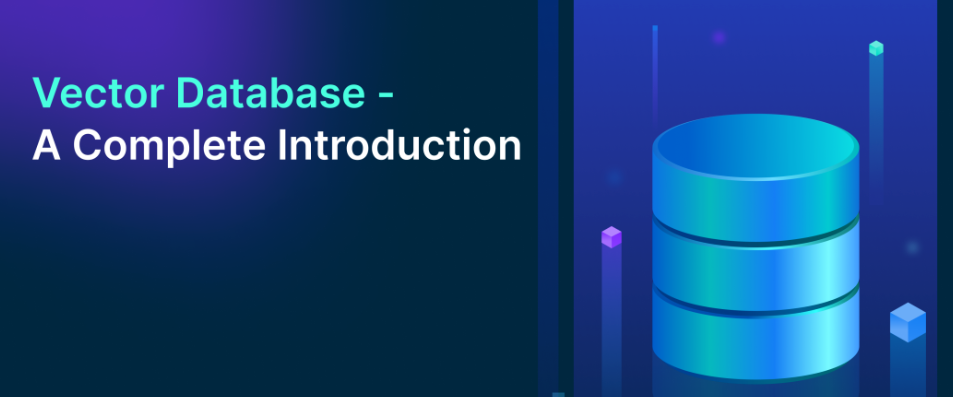 Vector Database -
A Complete Introduction